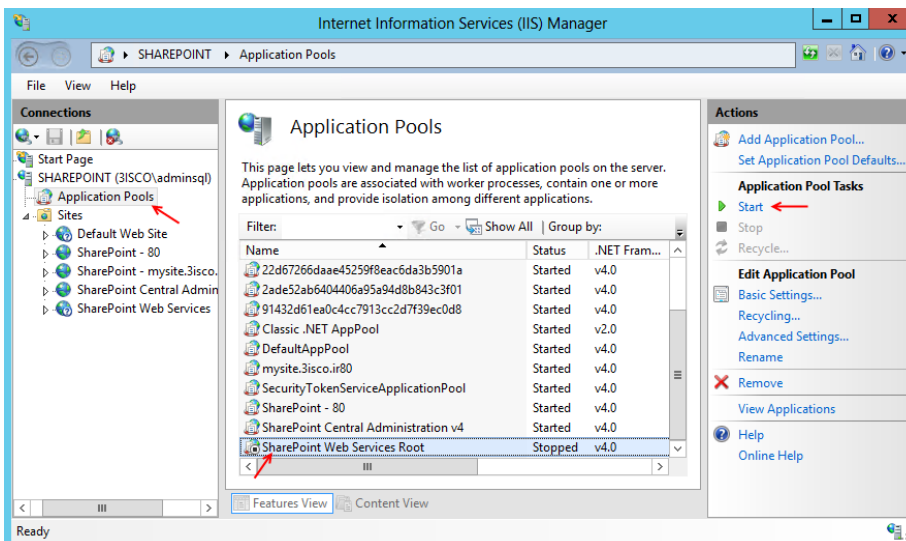 Internet Information Services (IIS) Manager
SHAREPOINT Application Pools
File View Help
Connections
Start Page
SHAREPOINT (3ISCO\adminsql)
Application Pools
Sites
Default Web Site
SharePoint - 80
SharePoint - mysite.3isco.
SharePoint Central Admin
SharePoint Web Services
Application Pools
This page lets you view and manage the list of application pools on the server.
Application pools are associated with worker processes, contain one or more
applications, and provide isolation among different applications.
Filter: Go Show All Group by:
Name Status .NET Fram...
22d67266daae45259f8eac6da3b5901a Started v4.0
2ade52ab6404406a95a94d8b843c3f01 Started v4.0
91432d61ea0c4cc7913cc2d7f39ec0d8 Started v4.0
Classic .NET AppPool Started v2.0
DefaultAppPool Started v4.0
mysite.3isco.ir80 Started v4.0
SecurityTokenServiceApplicationPool Started v4.0
SharePoint - 80 Started v4.0
SharePoint Central Administration v4 Started v4.0
SharePoint Web Services Root Stopped v4.0
Features View Content View
Actions
Add Application Pool...
Set Application Pool Defaults...
Application Pool Tasks
Start
Stop
Recycle...
Edit Application Pool
Basic Settings...
Recycling...
Advanced Settings...
Rename
Remove
View Applications
Help
Online Help
Ready